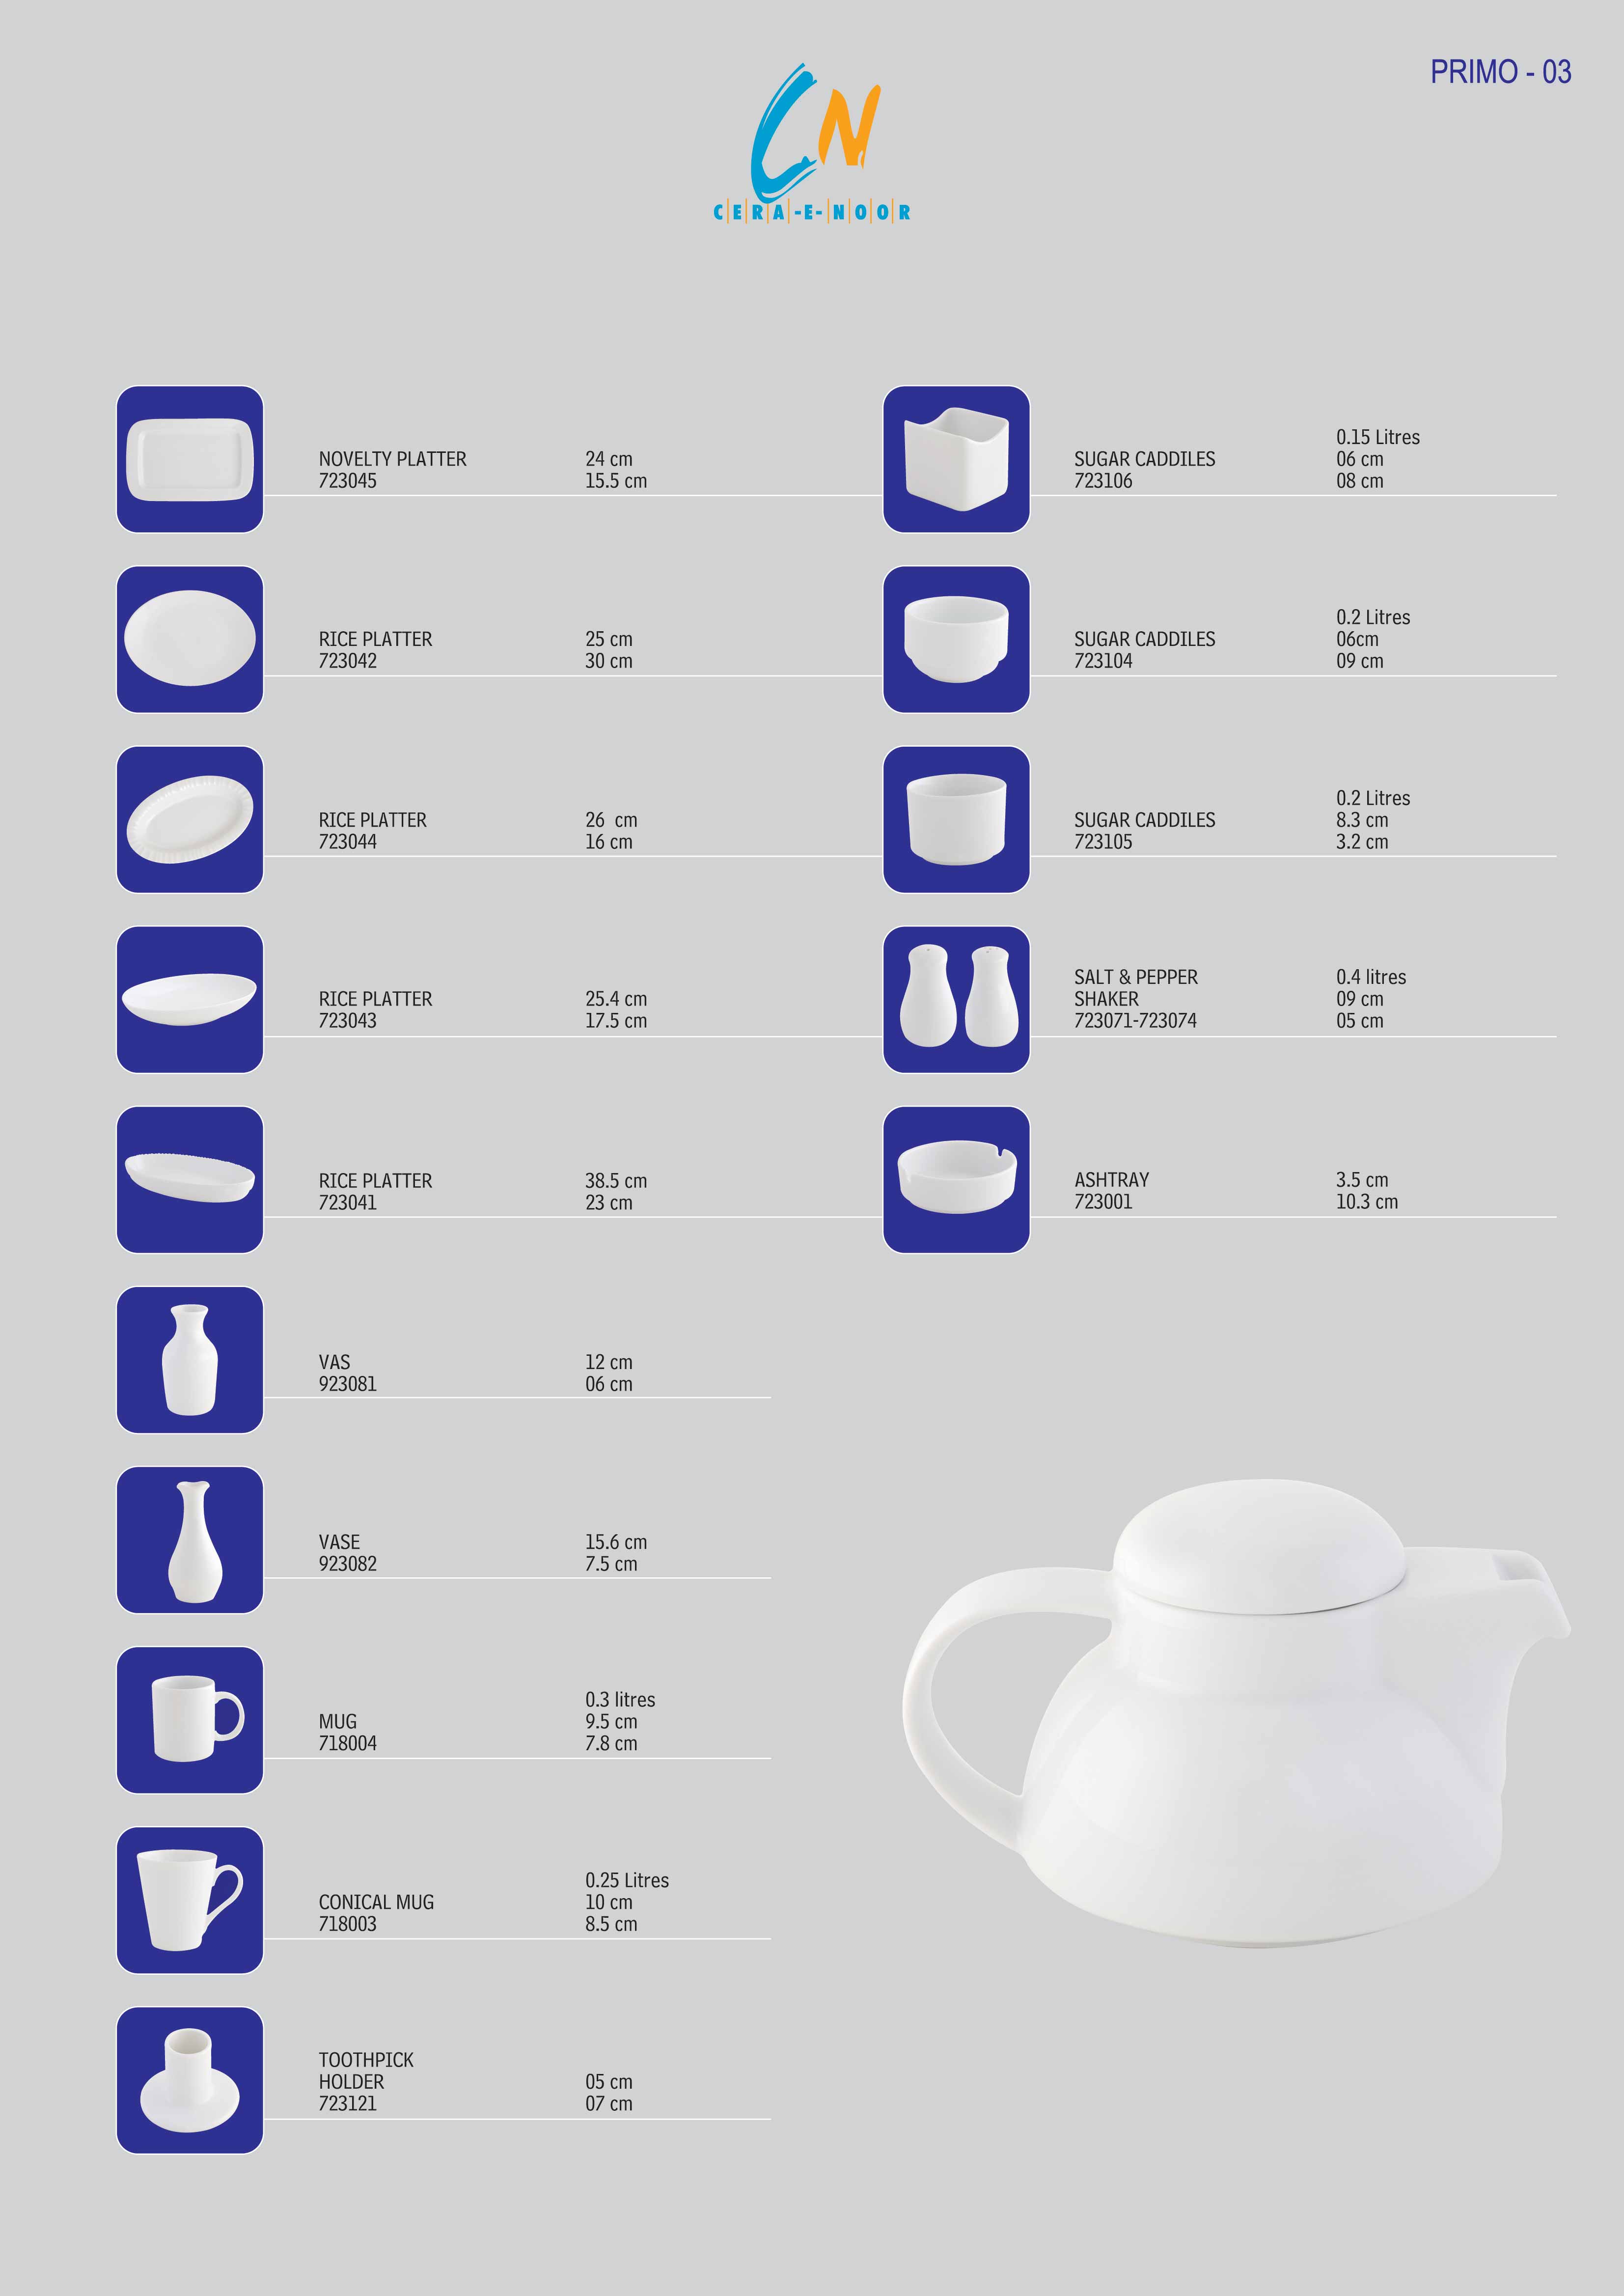 PRIMO - 03
CN
CERA-E-NOOR
NOVELTY PLATTER 24 cm
723045 15.5 cm
RICE PLATTER 25 cm
723042 30 cm
RICE PLATTER 26 cm
723044 16 cm
RICE PLATTER 25.4 cm
723043 17.5 cm
RICE PLATTER 38.5 cm
723041 23 cm
VAS 12 cm
923081 06 cm
VASE 15.6 cm
923082 7.5 cm
0.3 litres
MUG 9.5 cm
718004 7.8 cm
0.25 Litres
CONICAL MUG 10 cm
718003 8.5 cm
TOOTHPICK
HOLDER 05 cm
723121 07 cm
0.15 Litres
SUGAR CADDILES 06 cm
723106 08 cm
0.2 Litres
SUGAR CADDILES 06cm
723104 09 cm
0.2 Litres
SUGAR CADDILES 8.3 cm
723105 3.2 cm
SALT & PEPPER 0.4 litres
SHAKER 09 cm
723071-723074 05 cm
ASHTRAY 3.5 cm
723001 10.3 cm